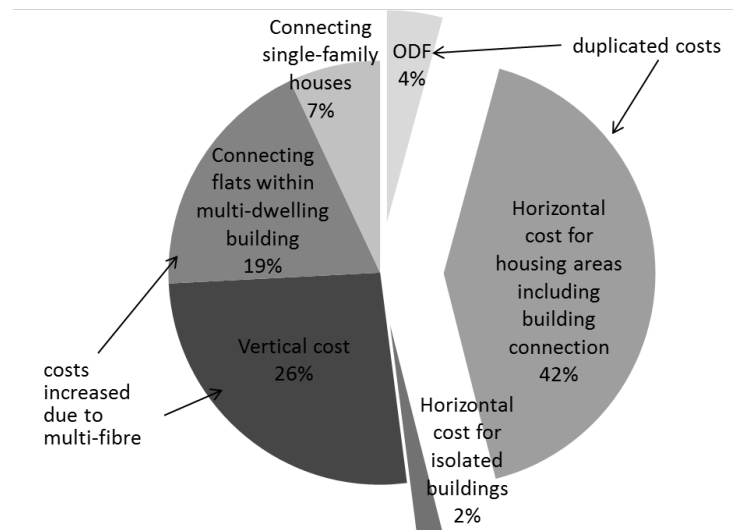 Connecting
single-family
houses
7%
ODF
4%
duplicated costs
Connecting
flats within
multi-dwelling
building
19%
Horizontal
cost for
housing areas
including
building
connection
42%
Vertical cost
26%
costs
increased
due to
multi-fibre
Horizontal
cost for
isolated
buildings
2%